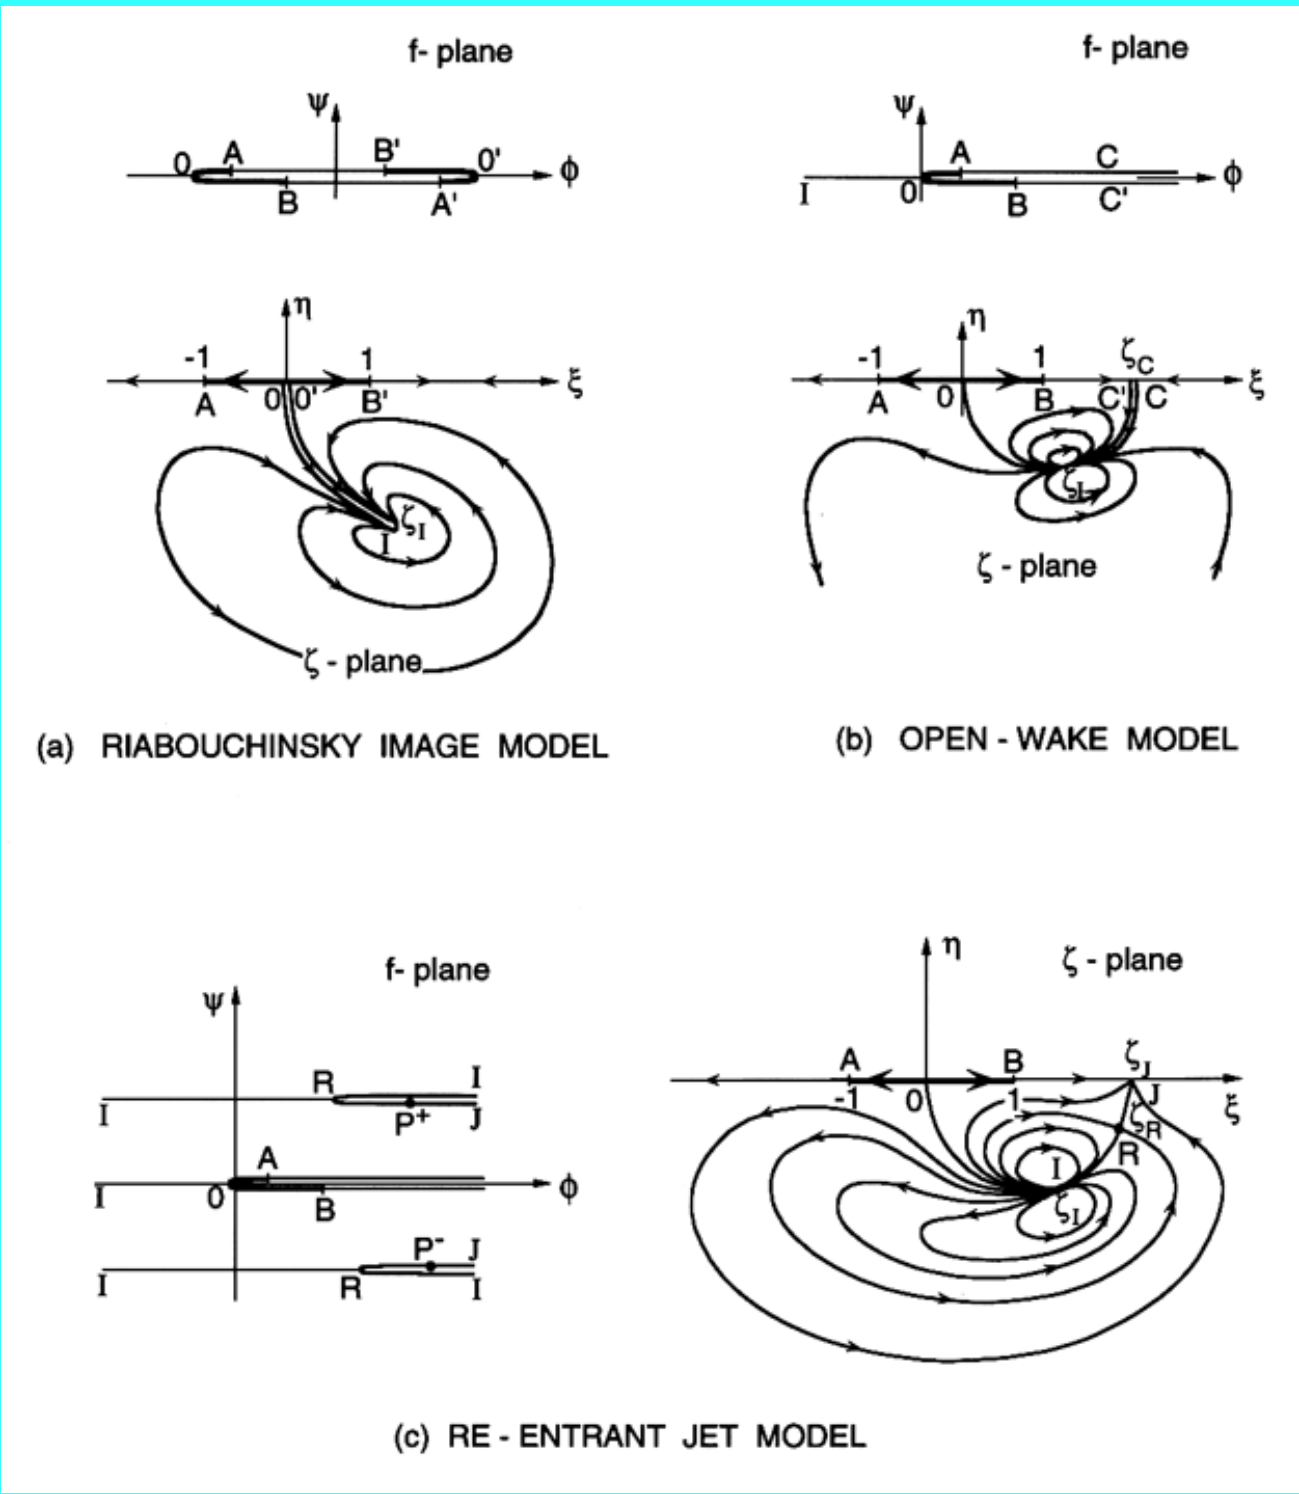 f- plane
ψ
0 A B' 0' ϕ
B A'
η
-1 1
ξ
A 0 0' B'
ζI
I
ζ - plane
(a) RIABOUCHINSKY IMAGE MODEL
f- plane
ψ
A C
I 0 B C' ϕ
η
-1 1 ζC
ξ
A 0 B C' C
ζI
ζ - plane
(b) OPEN - WAKE MODEL
f- plane
ψ
R I
I P+ J
A
I 0 B ϕ
P- J
I R I
η ζ - plane
A B ζJ
-1 0 1 J ξ
ζR
R
I
ζI
(c) RE - ENTRANT JET MODEL